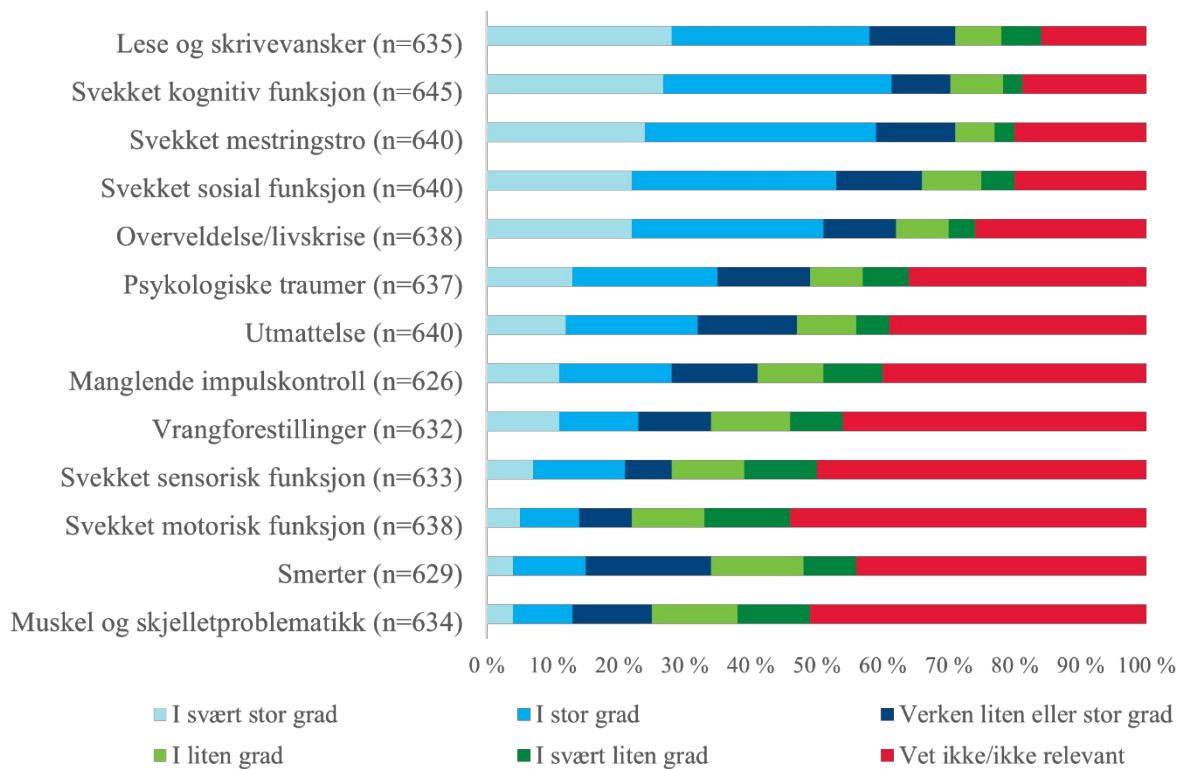 Lese og skrivevansker (n=635)
Svekket kognitiv funksjon (n=645)
Svekket mestringstro (n=640)
Svekket sosial funksjon (n=640)
Overveldelse/livskrise (n=638)
Psykologiske traumer (n=637)
Utmattelse (n=640)
Manglende impulskontroll (n=626)
Vrangforestillinger (n=632)
Svekket sensorisk funksjon (n=633)
Svekket motorisk funksjon (n=638)
Smerter (n=629)
Muskel og skjelletproblematikk (n=634)
0 % 10 % 20 % 30 % 40 % 50 % 60 % 70 % 80 % 90 % 100 %
I svært stor grad I stor grad Verken liten eller stor grad
I liten grad I svært liten grad Vet ikke/ikke relevant